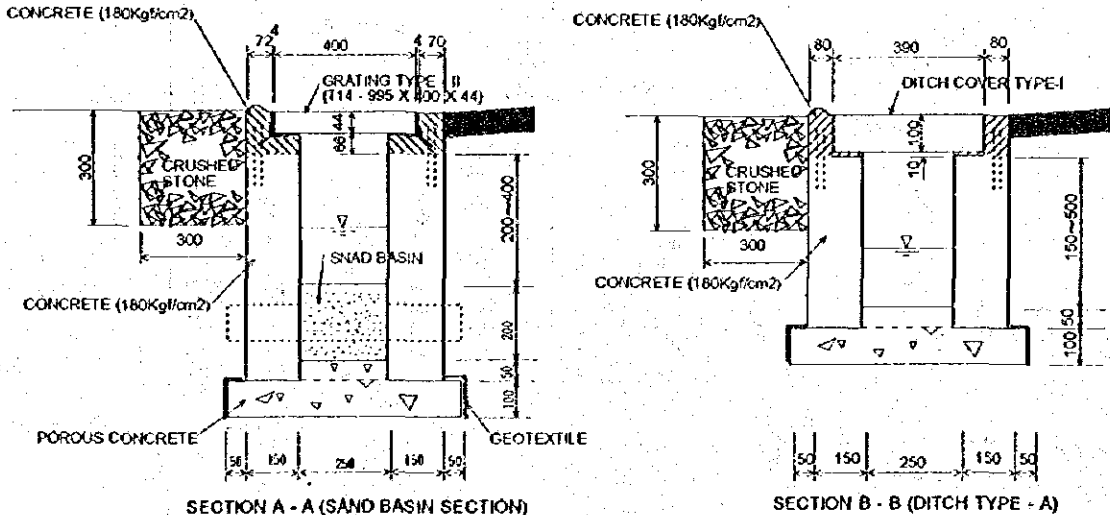 CONCRETE (180Kgf/cm2)
72
4
400
4
70
GRATING TYPE - II
(714 - 995 X 400 X 44)
44
66
300
CRUSHED
STONE
300
200~400
SNAD BASIN
CONCRETE (180Kgf/cm2)
200
50
100
POROUS CONCRETE
GEOTEXTILE
50
150
250
150
50
SECTION A - A (SAND BASIN SECTION)
CONCRETE (180Kgf/cm2)
80
390
80
DITCH COVER TYPE-I
100
10
300
CRUSHED
STONE
300
150~500
CONCRETE (180Kgf/cm2)
50
100
50
150
250
150
50
SECTION B - B (DITCH TYPE - A)